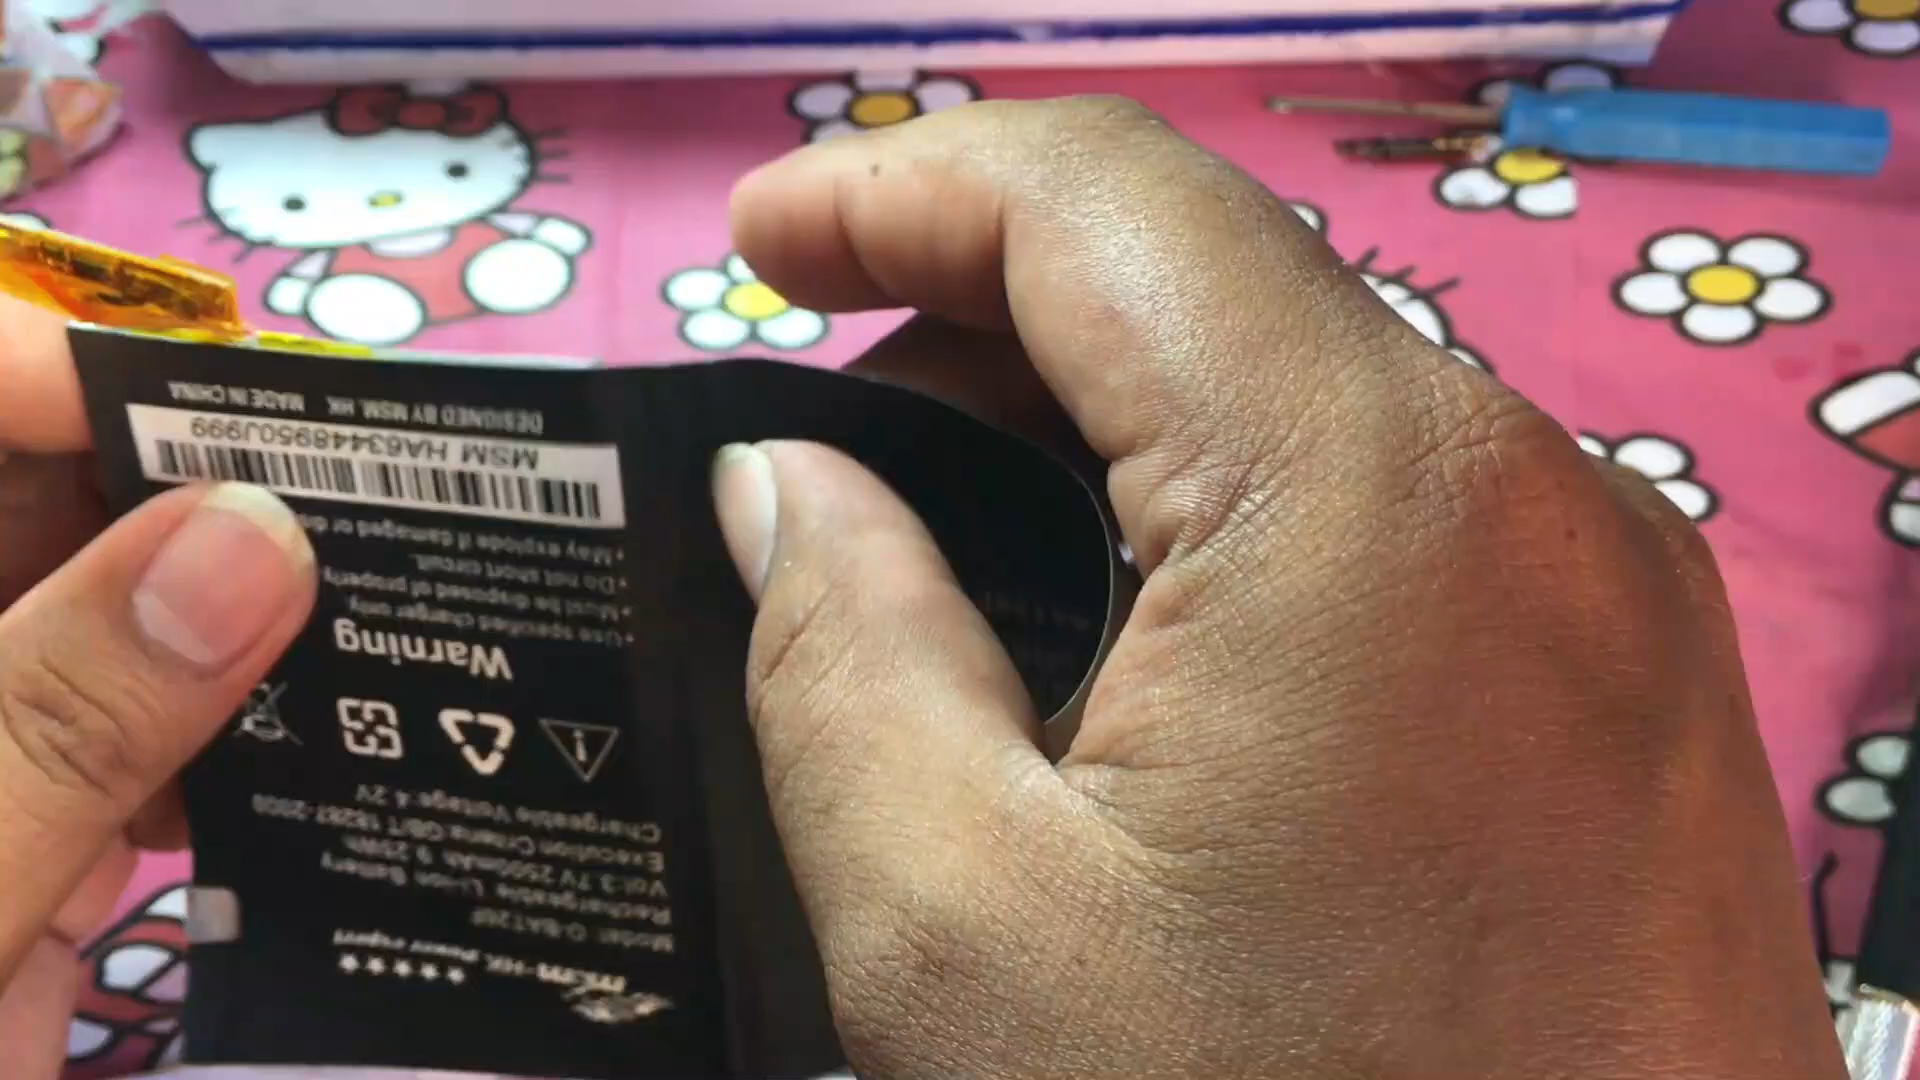 msm-HK Power expert
Model: O-BAT26F
Rechargeable Li-ion Battery
Vol:3.7V 2500mAh 9.25Wh
Execution Criteria GB/T 18287-2000
Chargeable Voltage:4.2V
Warning
• Use specified charger only.
• Must be disposed of properly
• Do not short circuit.
• May explode if damaged or
MSM HA63448950J999
DESIGNED BY MSM. HK MADE IN CHINA